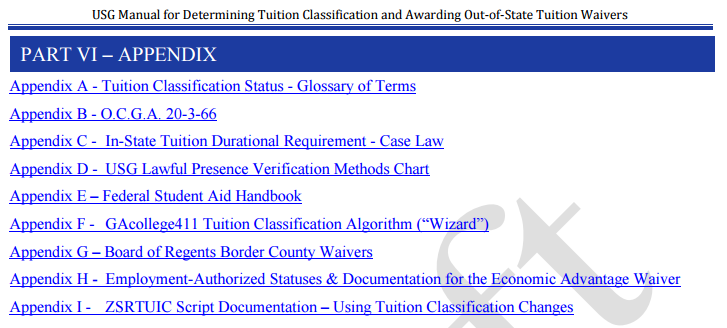 USG Manual for Determining Tuition Classification and Awarding Out-of-State Tuition Waivers
PART VI – APPENDIX
Appendix A - Tuition Classification Status - Glossary of Terms
Appendix B - O.C.G.A. 20-3-66
Appendix C - In-State Tuition Durational Requirement - Case Law
Appendix D - USG Lawful Presence Verification Methods Chart
Appendix E – Federal Student Aid Handbook
Appendix F - GAcollege411 Tuition Classification Algorithm (“Wizard”)
Appendix G – Board of Regents Border County Waivers
Appendix H - Employment-Authorized Statuses & Documentation for the Economic Advantage Waiver
Appendix I - ZSRTUIC Script Documentation – Using Tuition Classification Changes